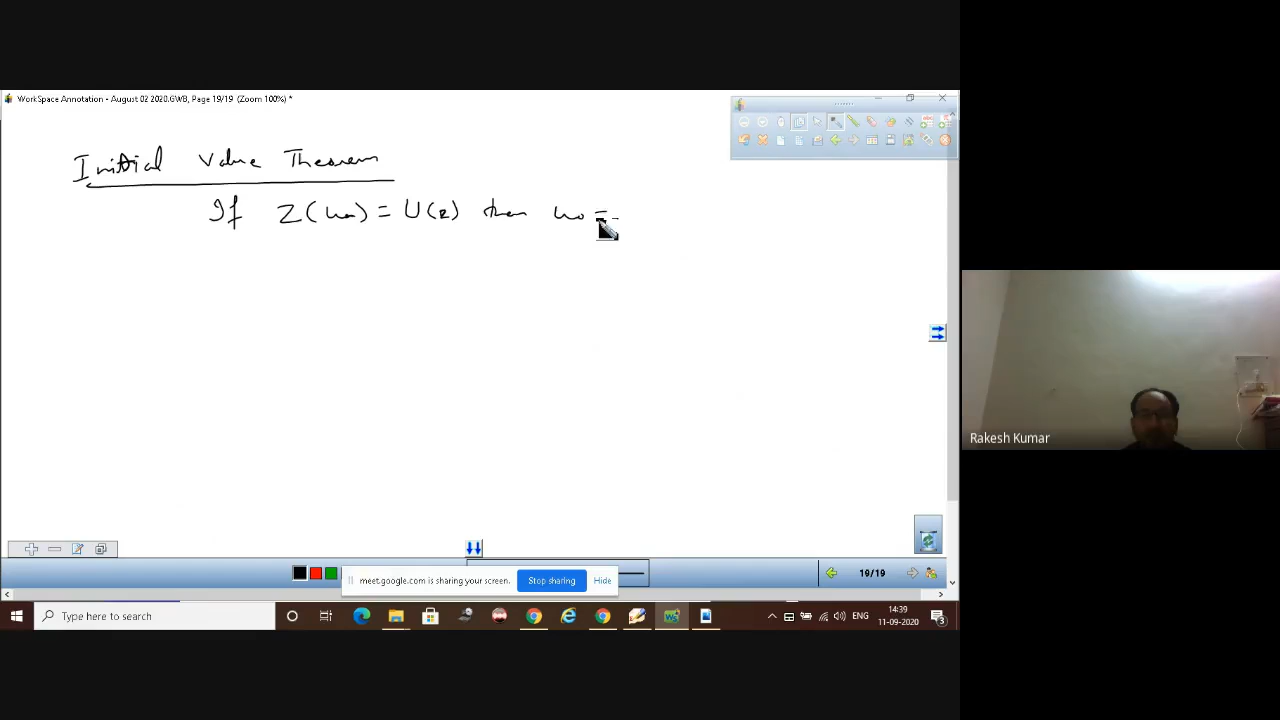 WorkSpace Annotation - August 02 2020.GWB, Page 19/19 (Zoom 100%) *
Initial Value Theorem
If Z(un) = U(z) then u0 =
Rakesh Kumar
meet.google.com is sharing your screen. Stop sharing Hide
19/19
Type here to search
ENG
14:39
11-09-2020
3